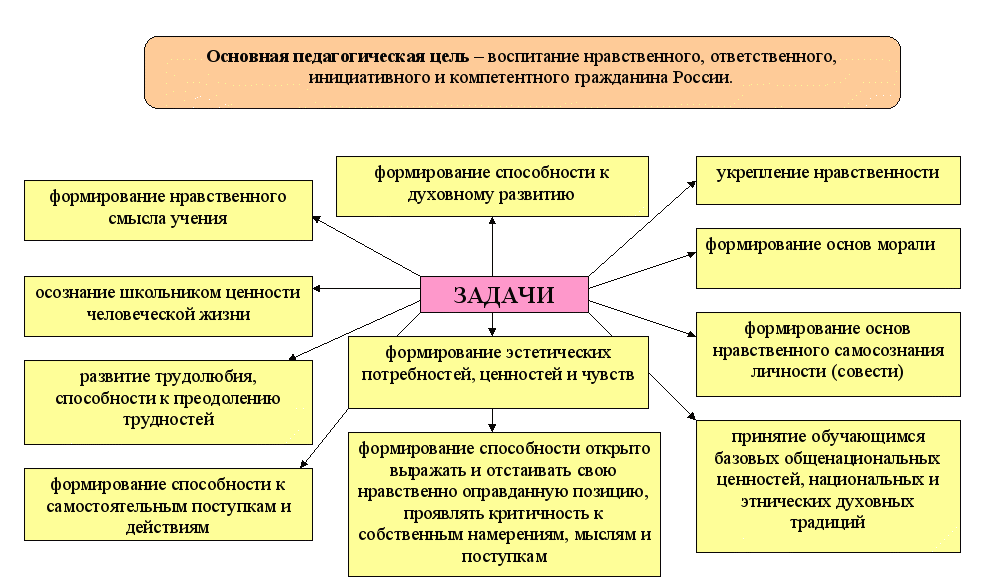 Основная педагогическая цель – воспитание нравственного, ответственного,
инициативного и компетентного гражданина России.
формирование способности к
духовному развитию
укрепление нравственности
формирование нравственного
смысла учения
формирование основ морали
осознание школьником ценности
человеческой жизни
ЗАДАЧИ
формирование основ
нравственного самосознания
личности (совести)
формирование эстетических
потребностей, ценностей и чувств
развитие трудолюбия,
способности к преодолению
трудностей
принятие обучающимся
базовых общенациональных
ценностей, национальных и
этнических духовных
традиций
формирование способности открыто
выражать и отстаивать свою
нравственно оправданную позицию,
проявлять критичность к
собственным намерениям, мыслям и
поступкам
формирование способности к
самостоятельным поступкам и
действиям